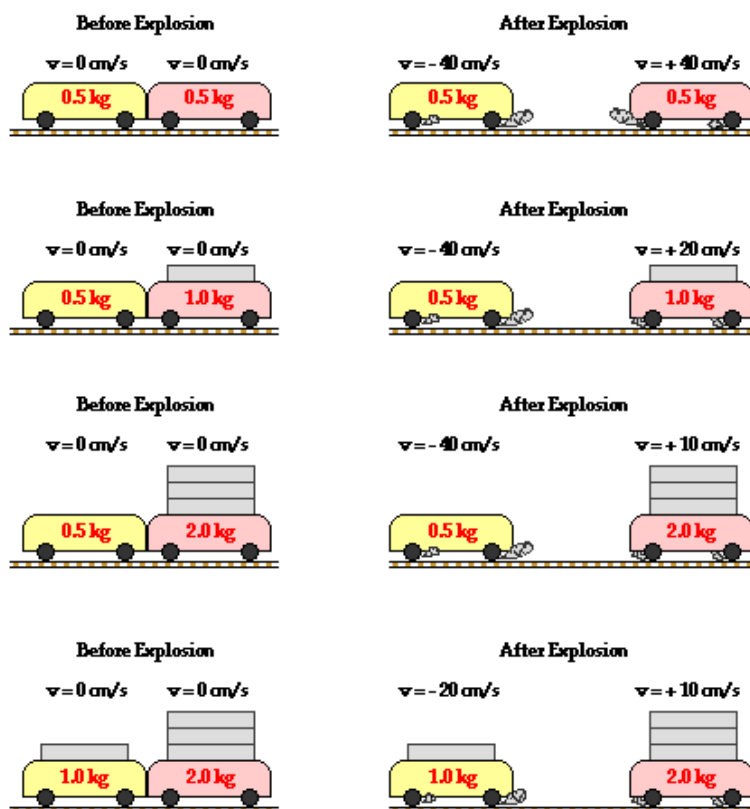 Before Explosion After Explosion
v = 0 cm/s v = 0 cm/s v = - 40 cm/s v = + 40 cm/s
0.5 kg 0.5 kg 0.5 kg 0.5 kg
Before Explosion After Explosion
v = 0 cm/s v = 0 cm/s v = - 40 cm/s v = + 20 cm/s
0.5 kg 1.0 kg 0.5 kg 1.0 kg
Before Explosion After Explosion
v = 0 cm/s v = 0 cm/s v = - 40 cm/s v = + 10 cm/s
0.5 kg 2.0 kg 0.5 kg 2.0 kg
Before Explosion After Explosion
v = 0 cm/s v = 0 cm/s v = - 20 cm/s v = + 10 cm/s
1.0 kg 2.0 kg 1.0 kg 2.0 kg